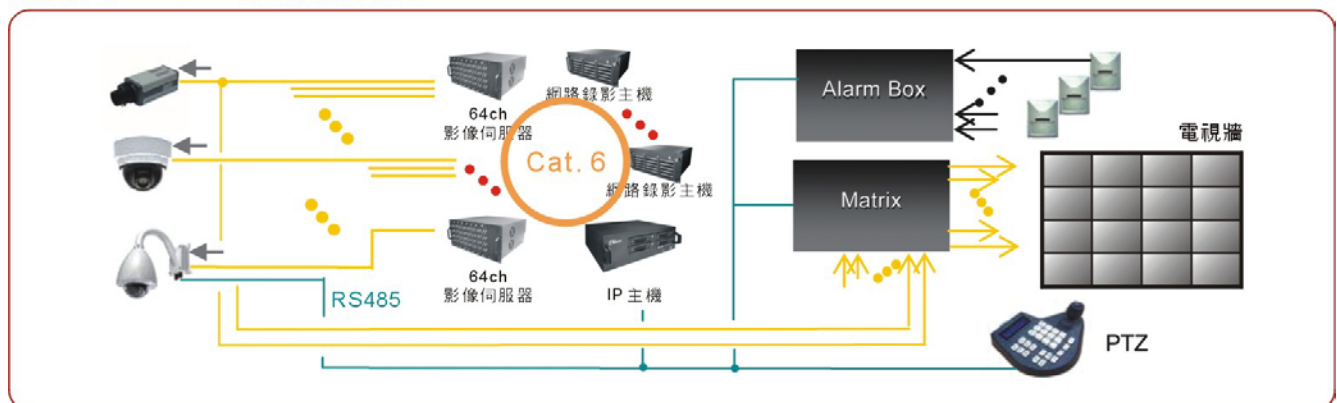 網路錄影主機
64ch
影像伺服器
Cat. 6
網路錄影主機
64ch
影像伺服器
IP 主機
RS485
Alarm Box
電視牆
Matrix
PTZ